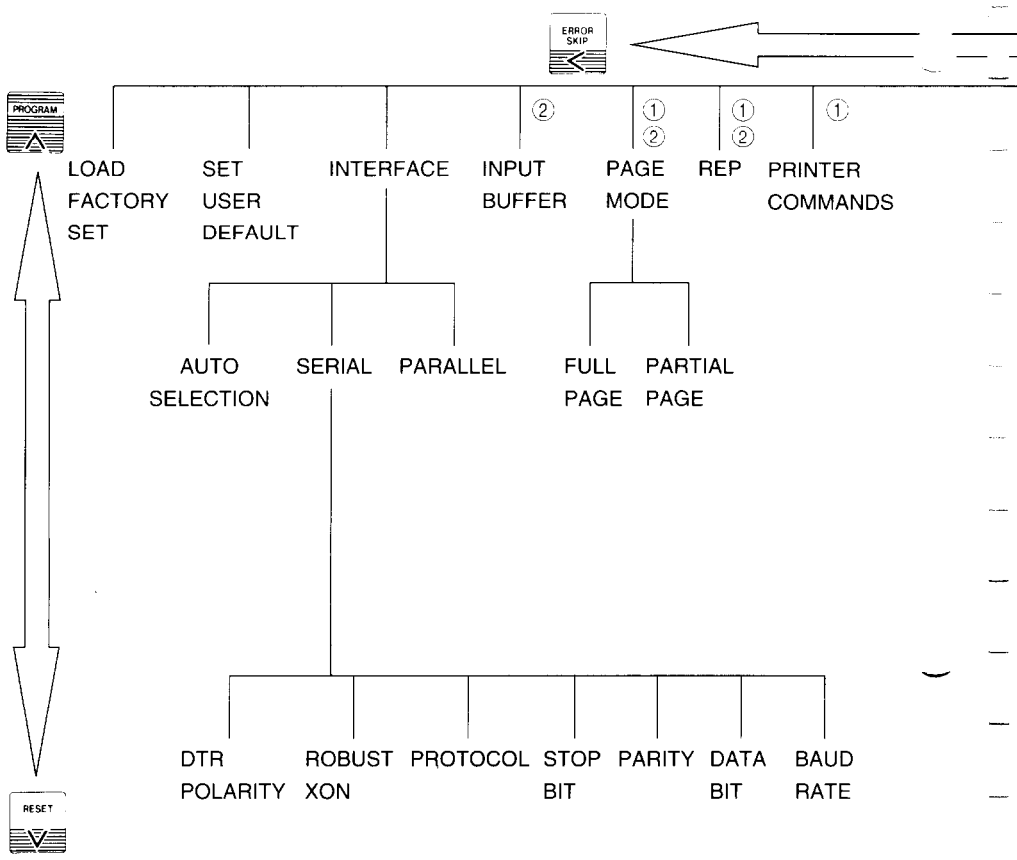 ERROR
SKIP
PROGRAM
② ① ① ①
② ②
LOAD SET INTERFACE INPUT PAGE REP PRINTER
FACTORY USER BUFFER MODE COMMANDS
SET DEFAULT
AUTO SERIAL PARALLEL FULL PARTIAL
SELECTION PAGE PAGE
DTR ROBUST PROTOCOL STOP PARITY DATA BAUD
POLARITY XON BIT BIT RATE
RESET